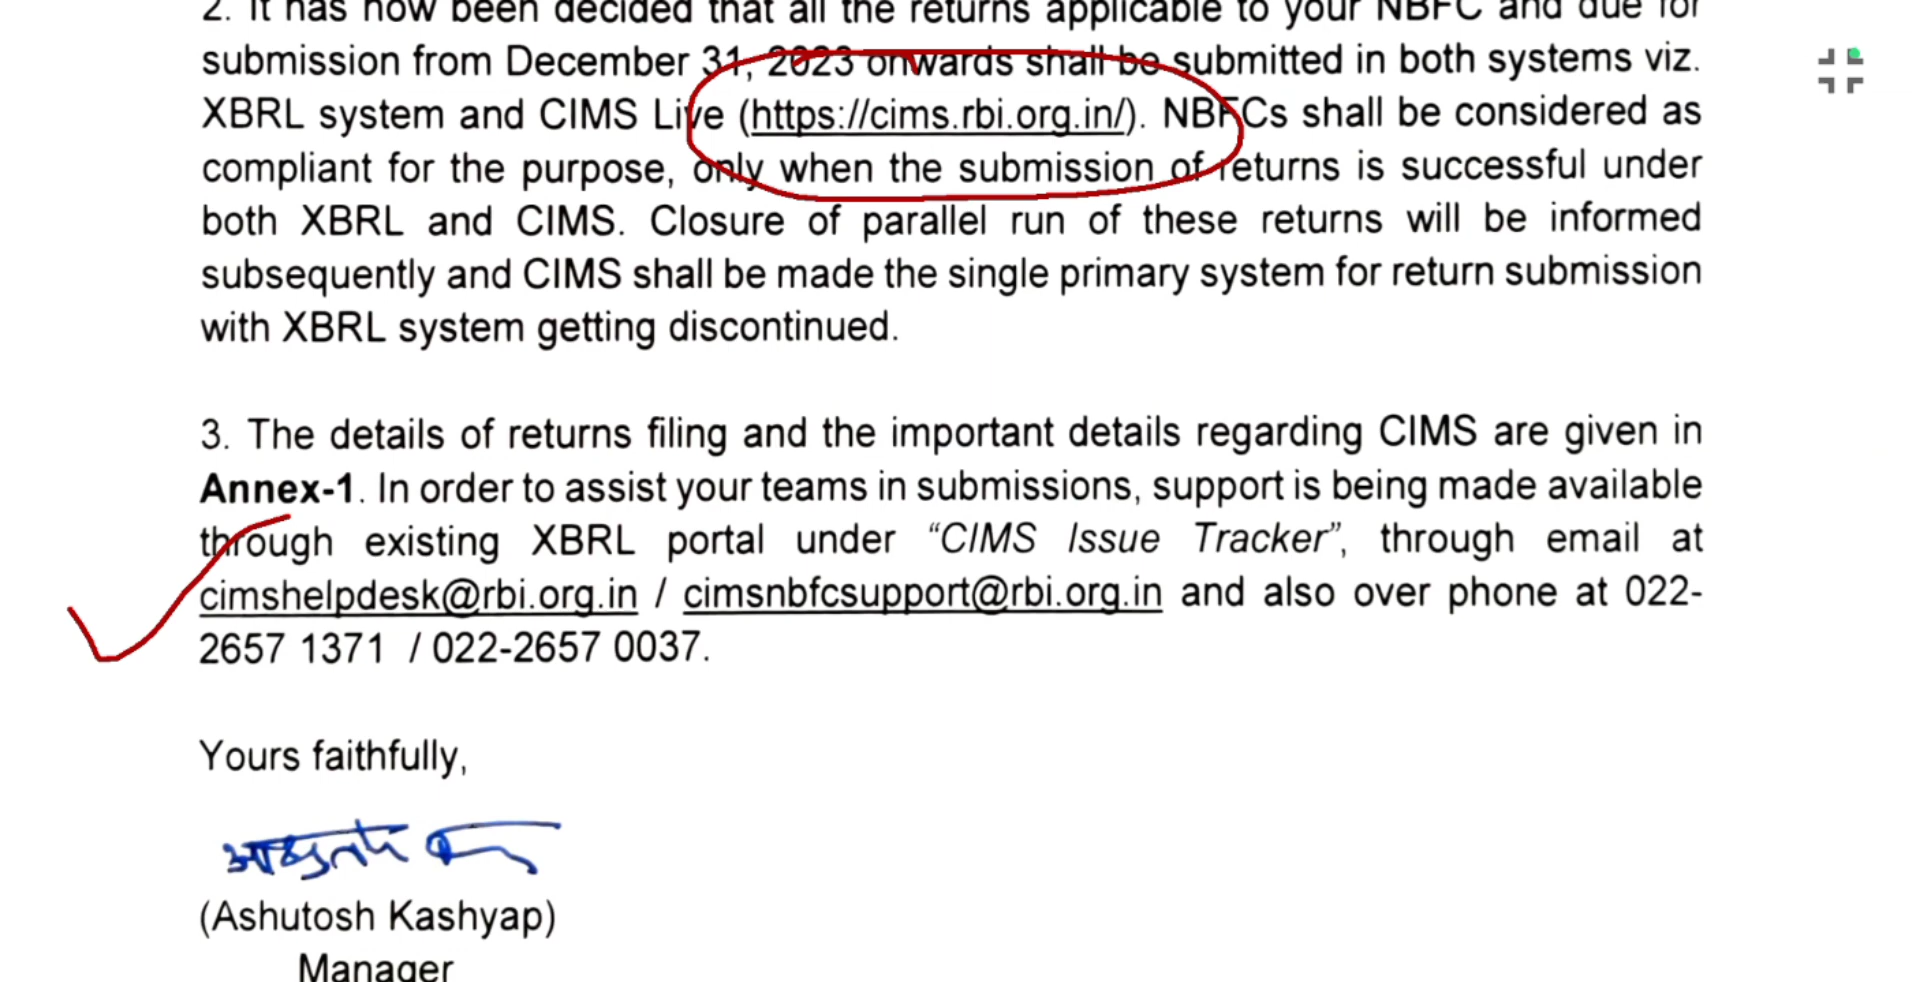 2. It has now been decided that all the returns applicable to your NBFC and due for
submission from December 31, 2023 onwards shall be submitted in both systems viz.
XBRL system and CIMS Live (https://cims.rbi.org.in/). NBFCs shall be considered as
compliant for the purpose, only when the submission of returns is successful under
both XBRL and CIMS. Closure of parallel run of these returns will be informed
subsequently and CIMS shall be made the single primary system for return submission
with XBRL system getting discontinued.
3. The details of returns filing and the important details regarding CIMS are given in
Annex-1. In order to assist your teams in submissions, support is being made available
through existing XBRL portal under “CIMS Issue Tracker”, through email at
cimshelpdesk@rbi.org.in / cimsnbfcsupport@rbi.org.in and also over phone at 022-
2657 1371 / 022-2657 0037.
Yours faithfully,
(Ashutosh Kashyap)
Manager